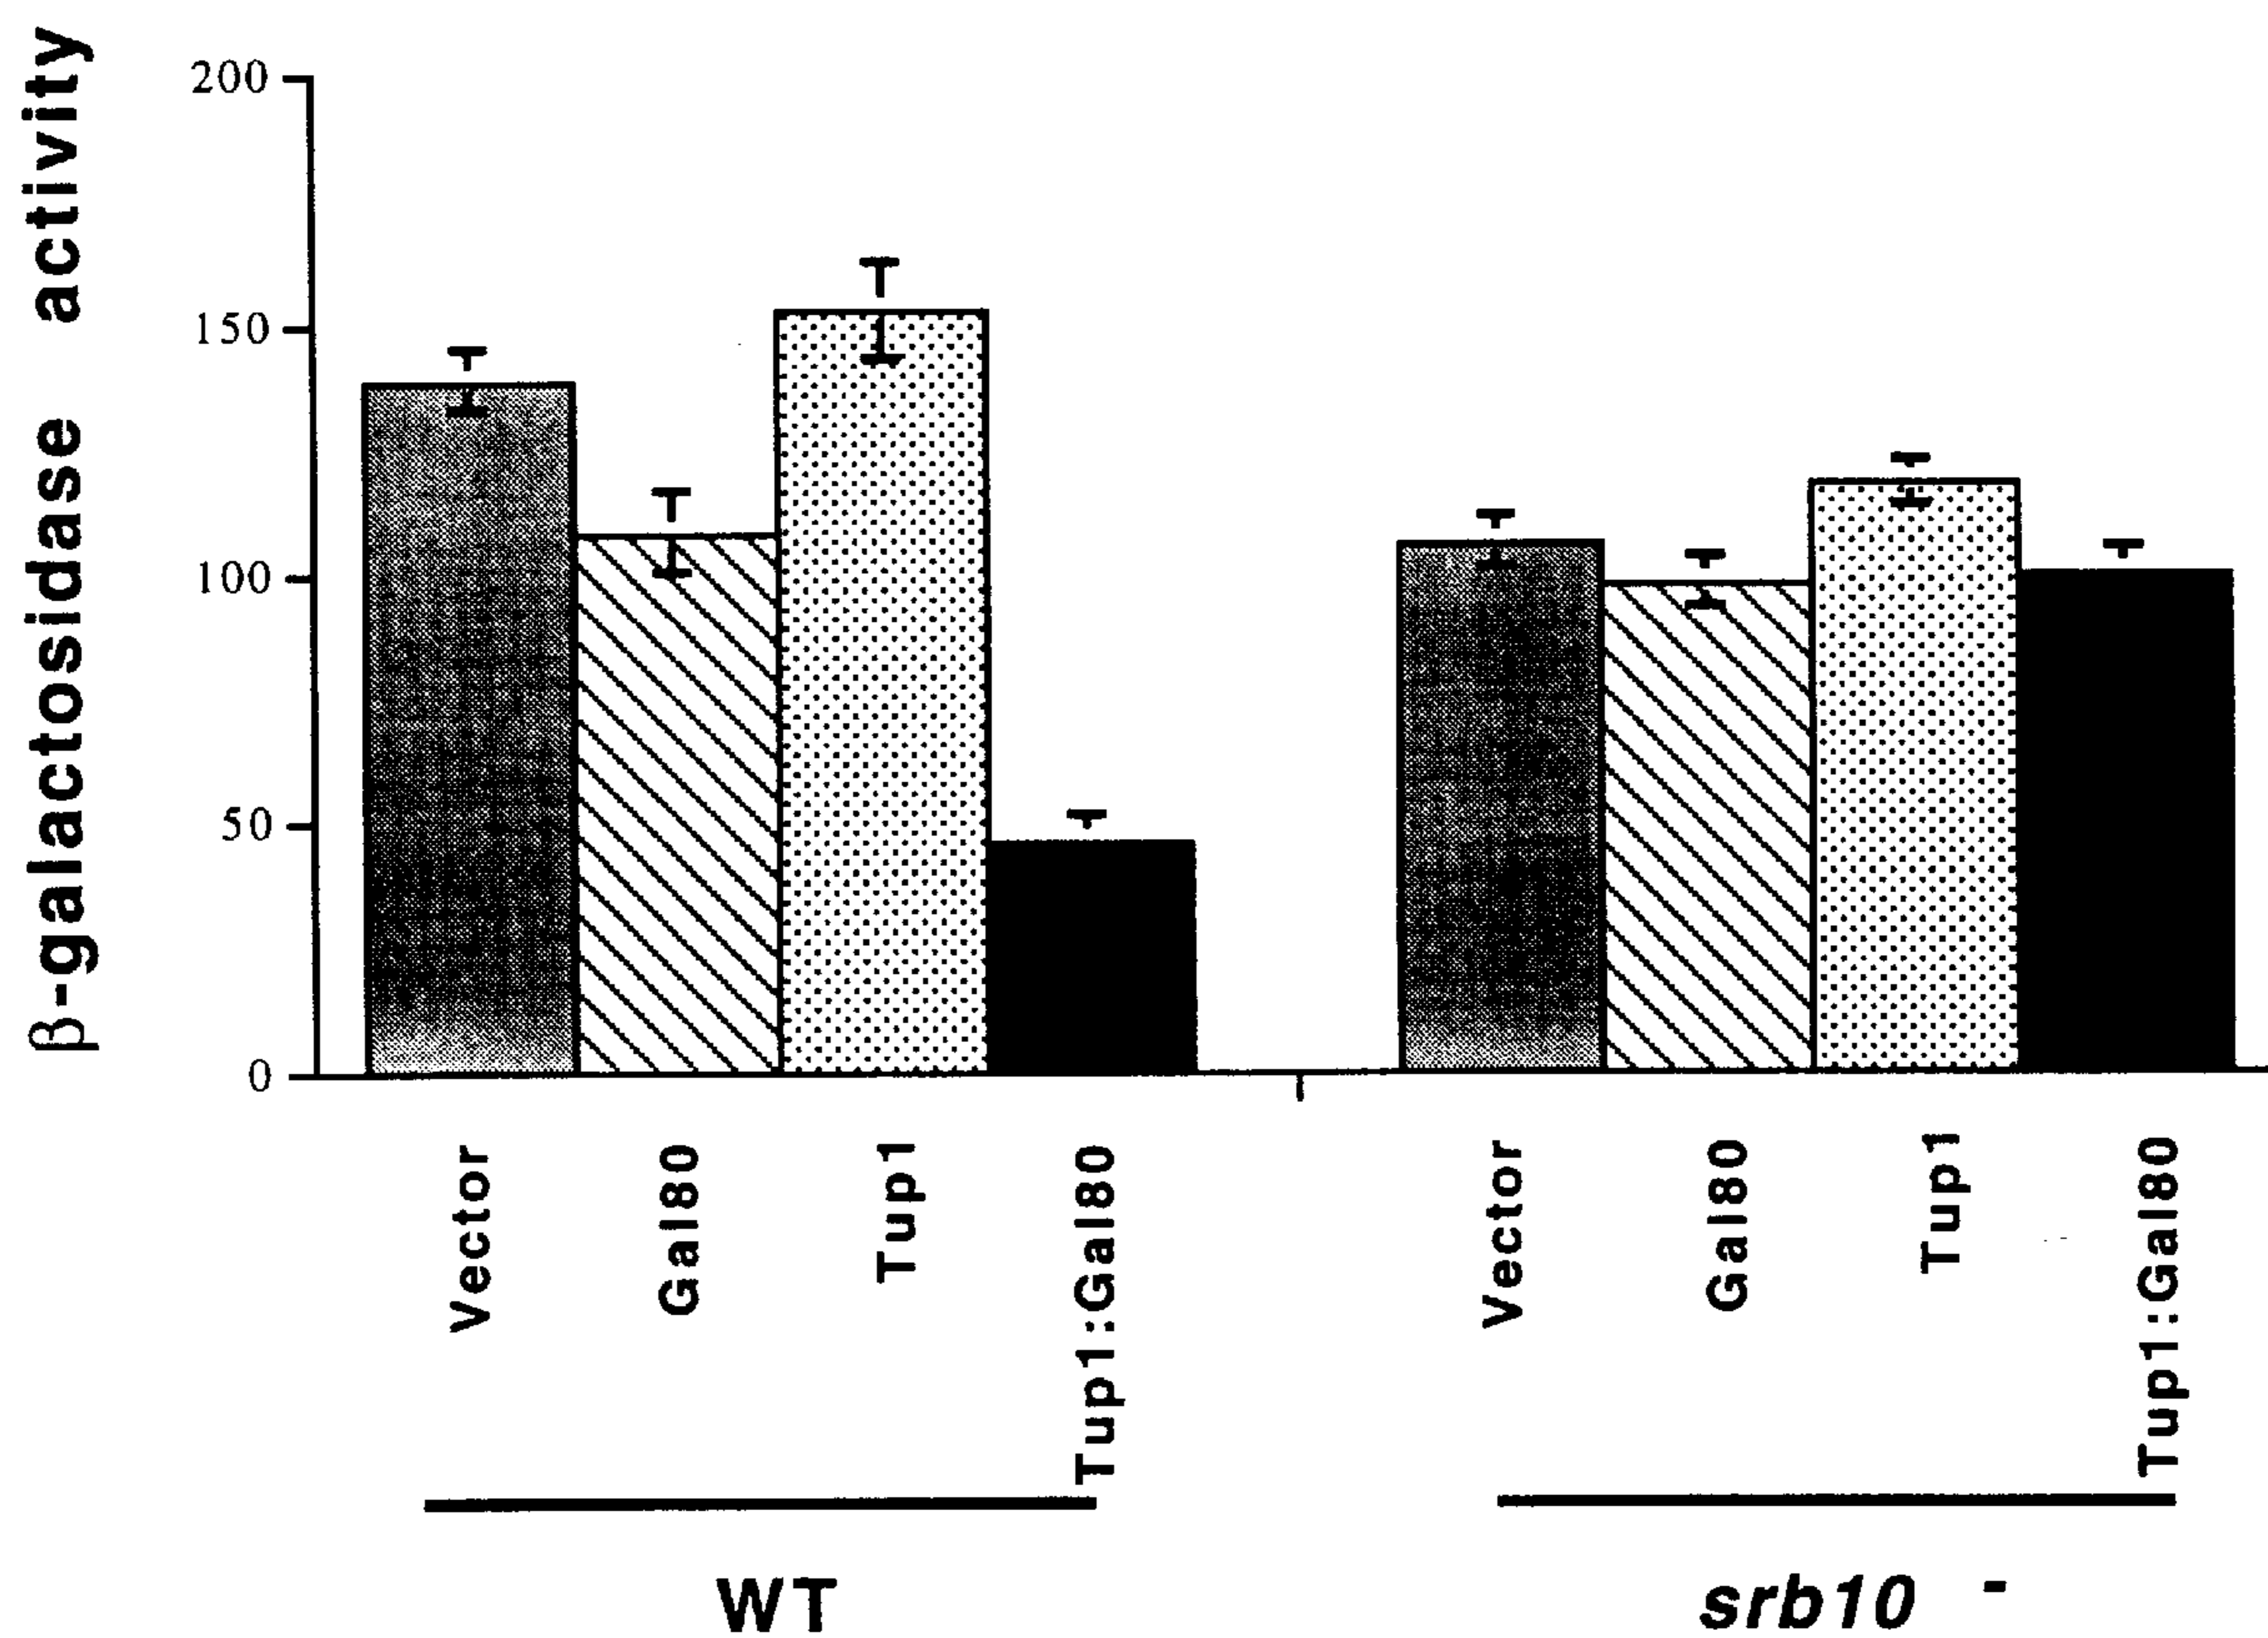 β-galactosidase activity
200
150
100
50
0
Vector
Gal80
Tup1
Tup1:Gal80
Vector
Gal80
Tup1
Tup1:Gal80
WT
srb10 -